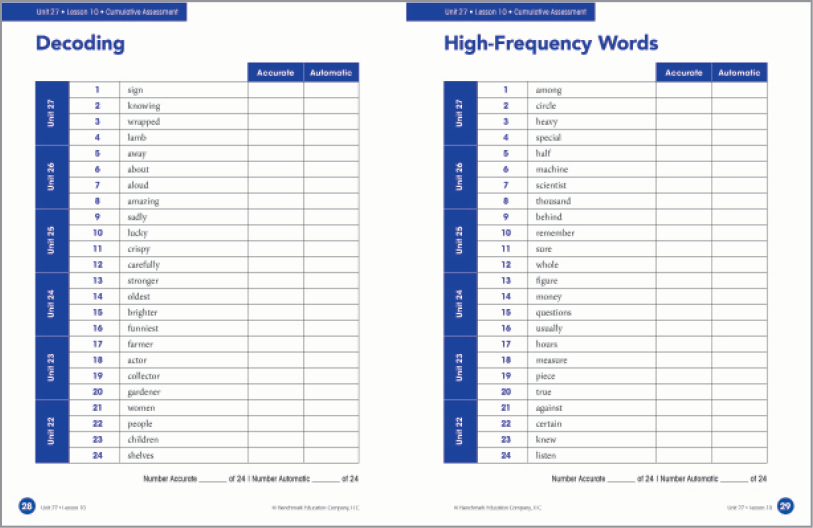 Unit 27 • Lesson 10 • Cumulative Assessment
Decoding
Accurate Automatic
Unit 27
1 sign
2 knowing
3 wrapped
4 lamb
Unit 26
5 away
6 about
7 aloud
8 amazing
Unit 25
9 sadly
10 lucky
11 crispy
12 carefully
Unit 24
13 stronger
14 oldest
15 brighter
16 funniest
Unit 23
17 farmer
18 actor
19 collector
20 gardener
Unit 22
21 women
22 people
23 children
24 shelves
Number Accurate ______ of 24 | Number Automatic ______ of 24
28 Unit 27 • Lesson 10
© Benchmark Education Company, LLC
Unit 27 • Lesson 10 • Cumulative Assessment
High-Frequency Words
Accurate Automatic
Unit 27
1 among
2 circle
3 heavy
4 special
Unit 26
5 half
6 machine
7 scientist
8 thousand
Unit 25
9 behind
10 remember
11 sure
12 whole
Unit 24
13 figure
14 money
15 questions
16 usually
Unit 23
17 hours
18 measure
19 piece
20 true
Unit 22
21 against
22 certain
23 knew
24 listen
Number Accurate ______ of 24 | Number Automatic ______ of 24
© Benchmark Education Company, LLC
Unit 27 • Lesson 10 29